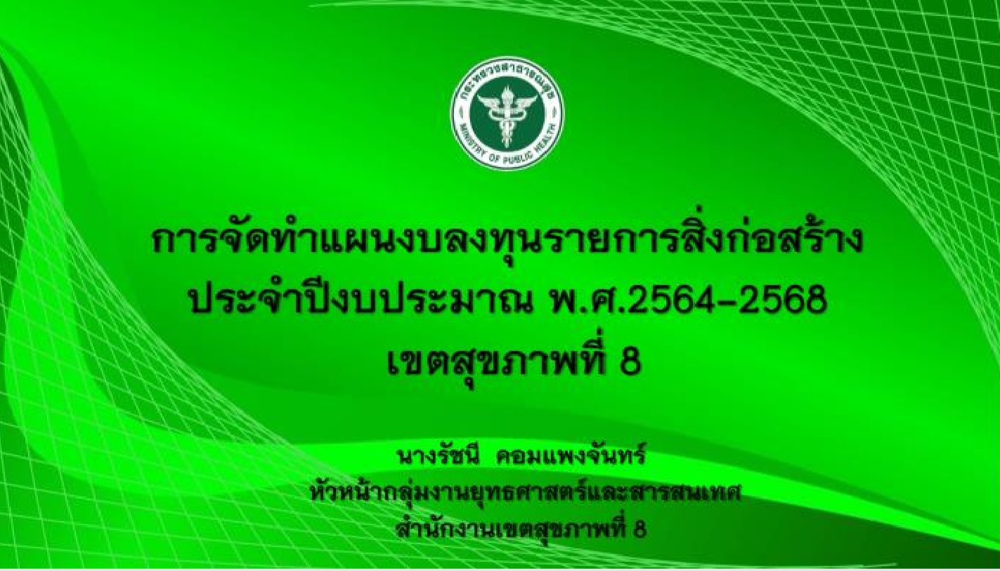 กระทรวงสาธารณสุข
MINISTRY OF PUBLIC HEALTH
การจัดทำแผนงบลงทุนรายการสิ่งก่อสร้าง
ประจำปีงบประมาณ พ.ศ.2564-2568
เขตสุขภาพที่ 8
นางรัชนี คอมแพงจันทร์
หัวหน้ากลุ่มงานยุทธศาสตร์และสารสนเทศ
สำนักงานเขตสุขภาพที่ 8